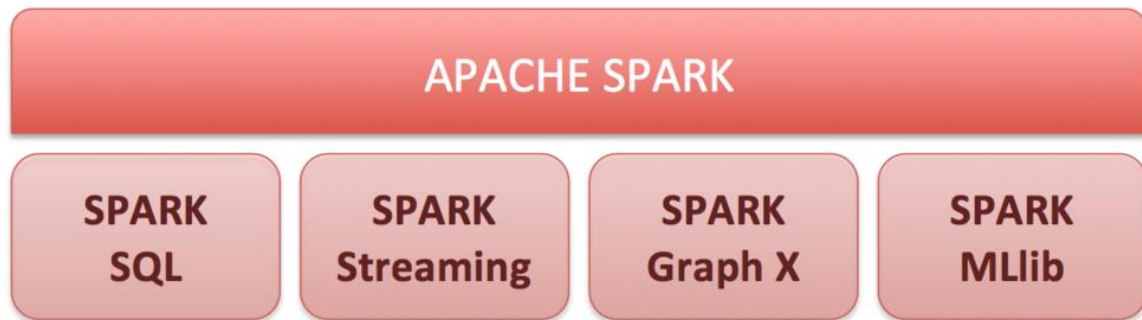 APACHE SPARK
SPARK
SQL
SPARK
Streaming
SPARK
Graph X
SPARK
MLlib